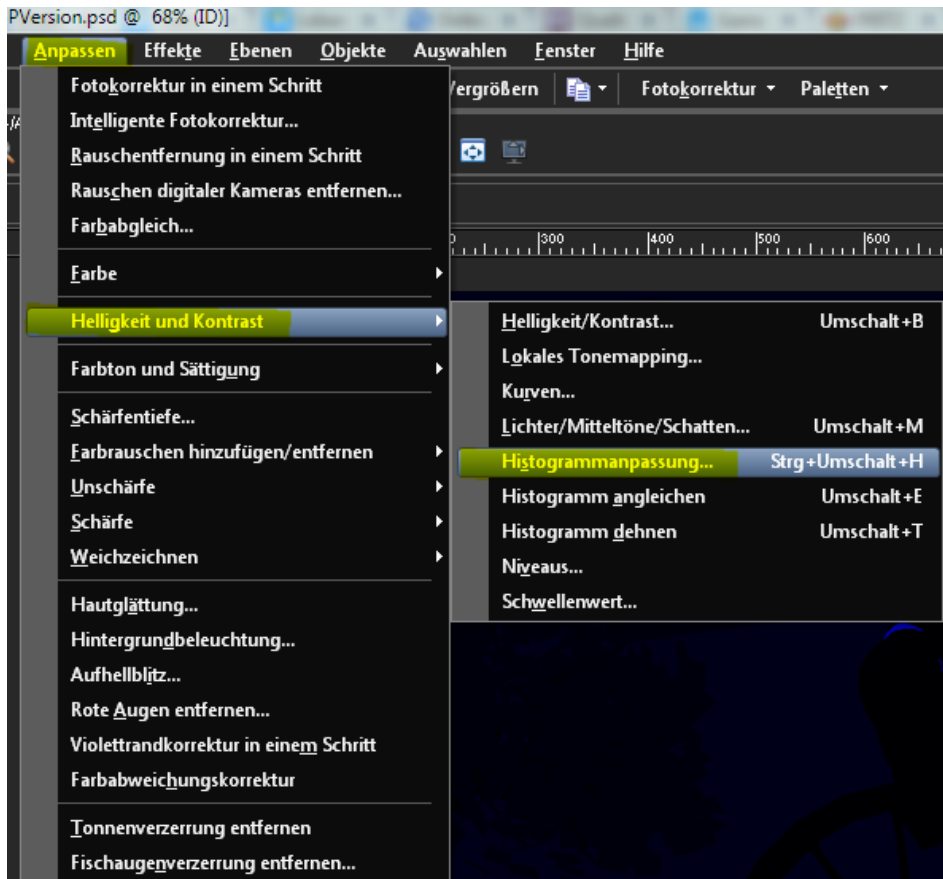 PVersion.psd @ 68% (ID)]
Anpassen Effekte Ebenen Objekte Auswahlen Fenster Hilfe
Vergrößern Fotokorrektur Paletten
300 400 500 600
Fotokorrektur in einem Schritt
Intelligente Fotokorrektur...
Rauschentfernung in einem Schritt
Rauschen digitaler Kameras entfernen...
Farbabgleich...
Farbe
Helligkeit und Kontrast
Farbton und Sättigung
Schärfentiefe...
Farbrauschen hinzufügen/entfernen
Unschärfe
Schärfe
Weichzeichnen
Hautglättung...
Hintergrundbeleuchtung...
Aufhellblitz...
Rote Augen entfernen...
Violettrandkorrektur in einem Schritt
Farbabweichungskorrektur
Tonnenverzerrung entfernen
Fischaugenverzerrung entfernen...
Helligkeit/Kontrast... Umschalt+B
Lokales Tonemapping...
Kurven...
Lichter/Mitteltöne/Schatten... Umschalt+M
Histogrammanpassung... Strg+Umschalt+H
Histogramm angleichen Umschalt+E
Histogramm dehnen Umschalt+T
Niveaus...
Schwellenwert...